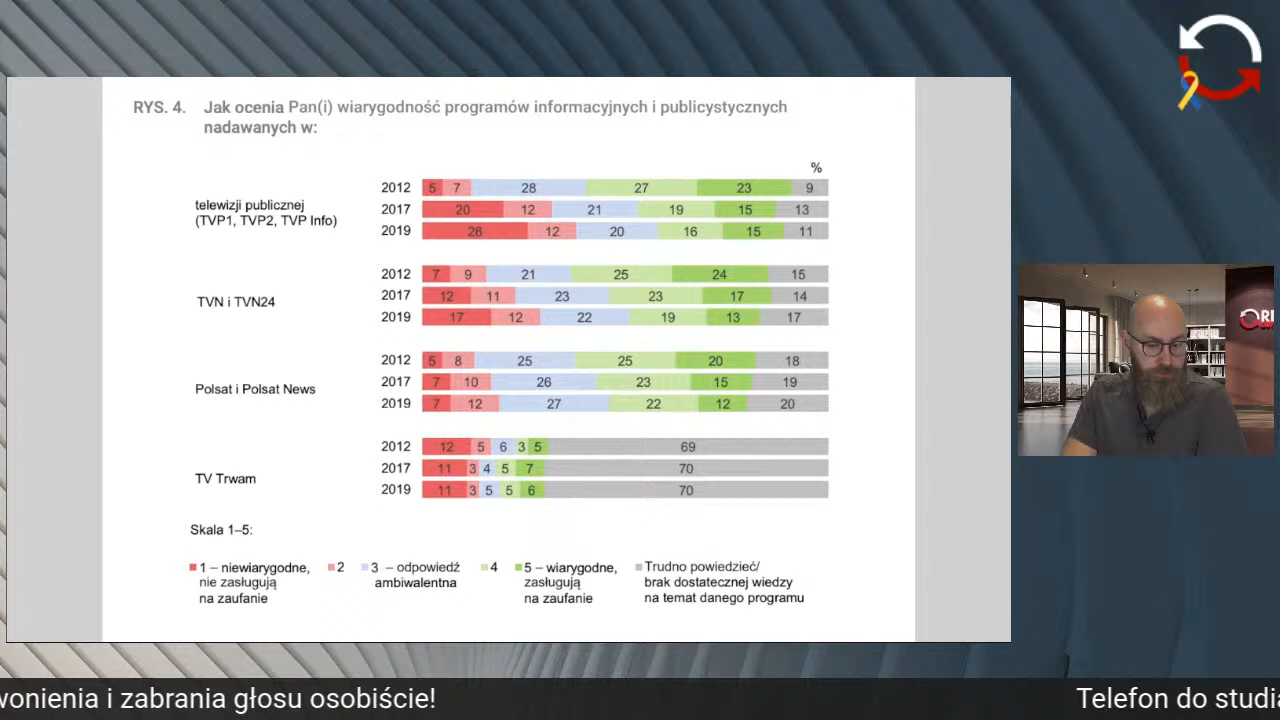 RYS. 4. Jak ocenia Pan(i) wiarygodność programów informacyjnych i publicystycznych
nadawanych w:
%
telewizji publicznej
(TVP1, TVP2, TVP Info)
2012 5 7 28 27 23 9
2017 20 12 21 19 15 13
2019 26 12 20 16 15 11
TVN i TVN24
2012 7 9 21 25 24 15
2017 12 11 23 23 17 14
2019 17 12 22 19 13 17
Polsat i Polsat News
2012 5 8 25 25 20 18
2017 7 10 26 23 15 19
2019 7 12 27 22 12 20
TV Trwam
2012 12 5 6 3 5 69
2017 11 3 4 5 7 70
2019 11 3 5 5 6 70
Skala 1–5:
1 – niewiarygodne,
nie zasługują
na zaufanie
2
3 – odpowiedź
ambiwalentna
4
5 – wiarygodne,
zasługują
na zaufanie
Trudno powiedzieć/
brak dostatecznej wiedzy
na temat danego programu
wonienia i zabrania głosu osobiście! Telefon do studia